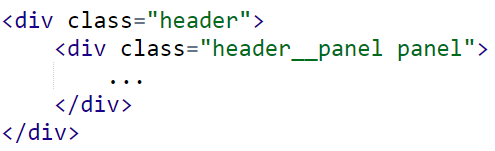 <div class="header">
    <div class="header__panel panel">
        ...
    </div>
</div>